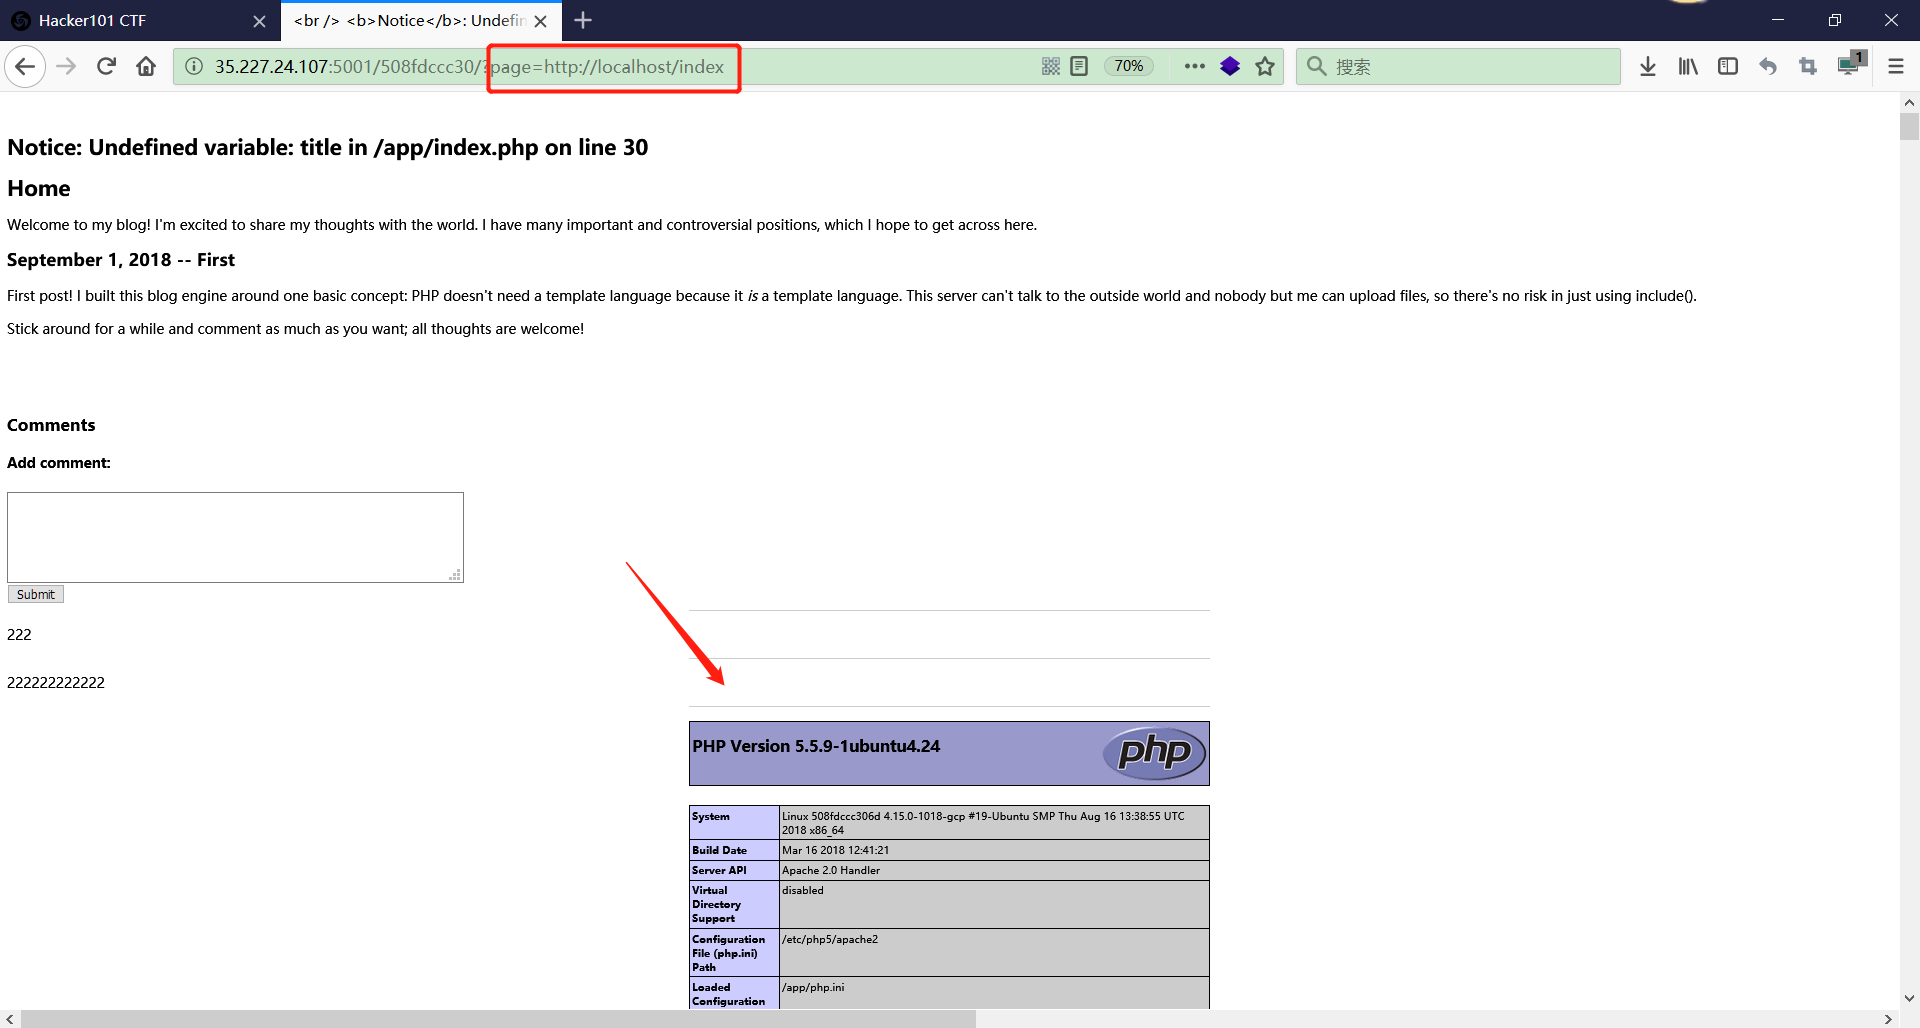 Hacker101 CTF
<br /> <b>Notice</b>: Undefin
35.227.24.107:5001/508fdccc30/?page=http://localhost/index
70%
搜索
1
Notice: Undefined variable: title in /app/index.php on line 30
Home
Welcome to my blog! I'm excited to share my thoughts with the world. I have many important and controversial positions, which I hope to get across here.
September 1, 2018 -- First
First post! I built this blog engine around one basic concept: PHP doesn't need a template language because it is a template language. This server can't talk to the outside world and nobody but me can upload files, so there's no risk in just using include().
Stick around for a while and comment as much as you want; all thoughts are welcome!
Comments
Add comment:
Submit
222
222222222222
PHP Version 5.5.9-1ubuntu4.24
php
System
Linux 508fdccc306d 4.15.0-1018-gcp #19-Ubuntu SMP Thu Aug 16 13:38:55 UTC
2018 x86_64
Build Date
Mar 16 2018 12:41:21
Server API
Apache 2.0 Handler
Virtual
Directory
Support
disabled
Configuration
File (php.ini)
Path
/etc/php5/apache2
Loaded
Configuration
/app/php.ini